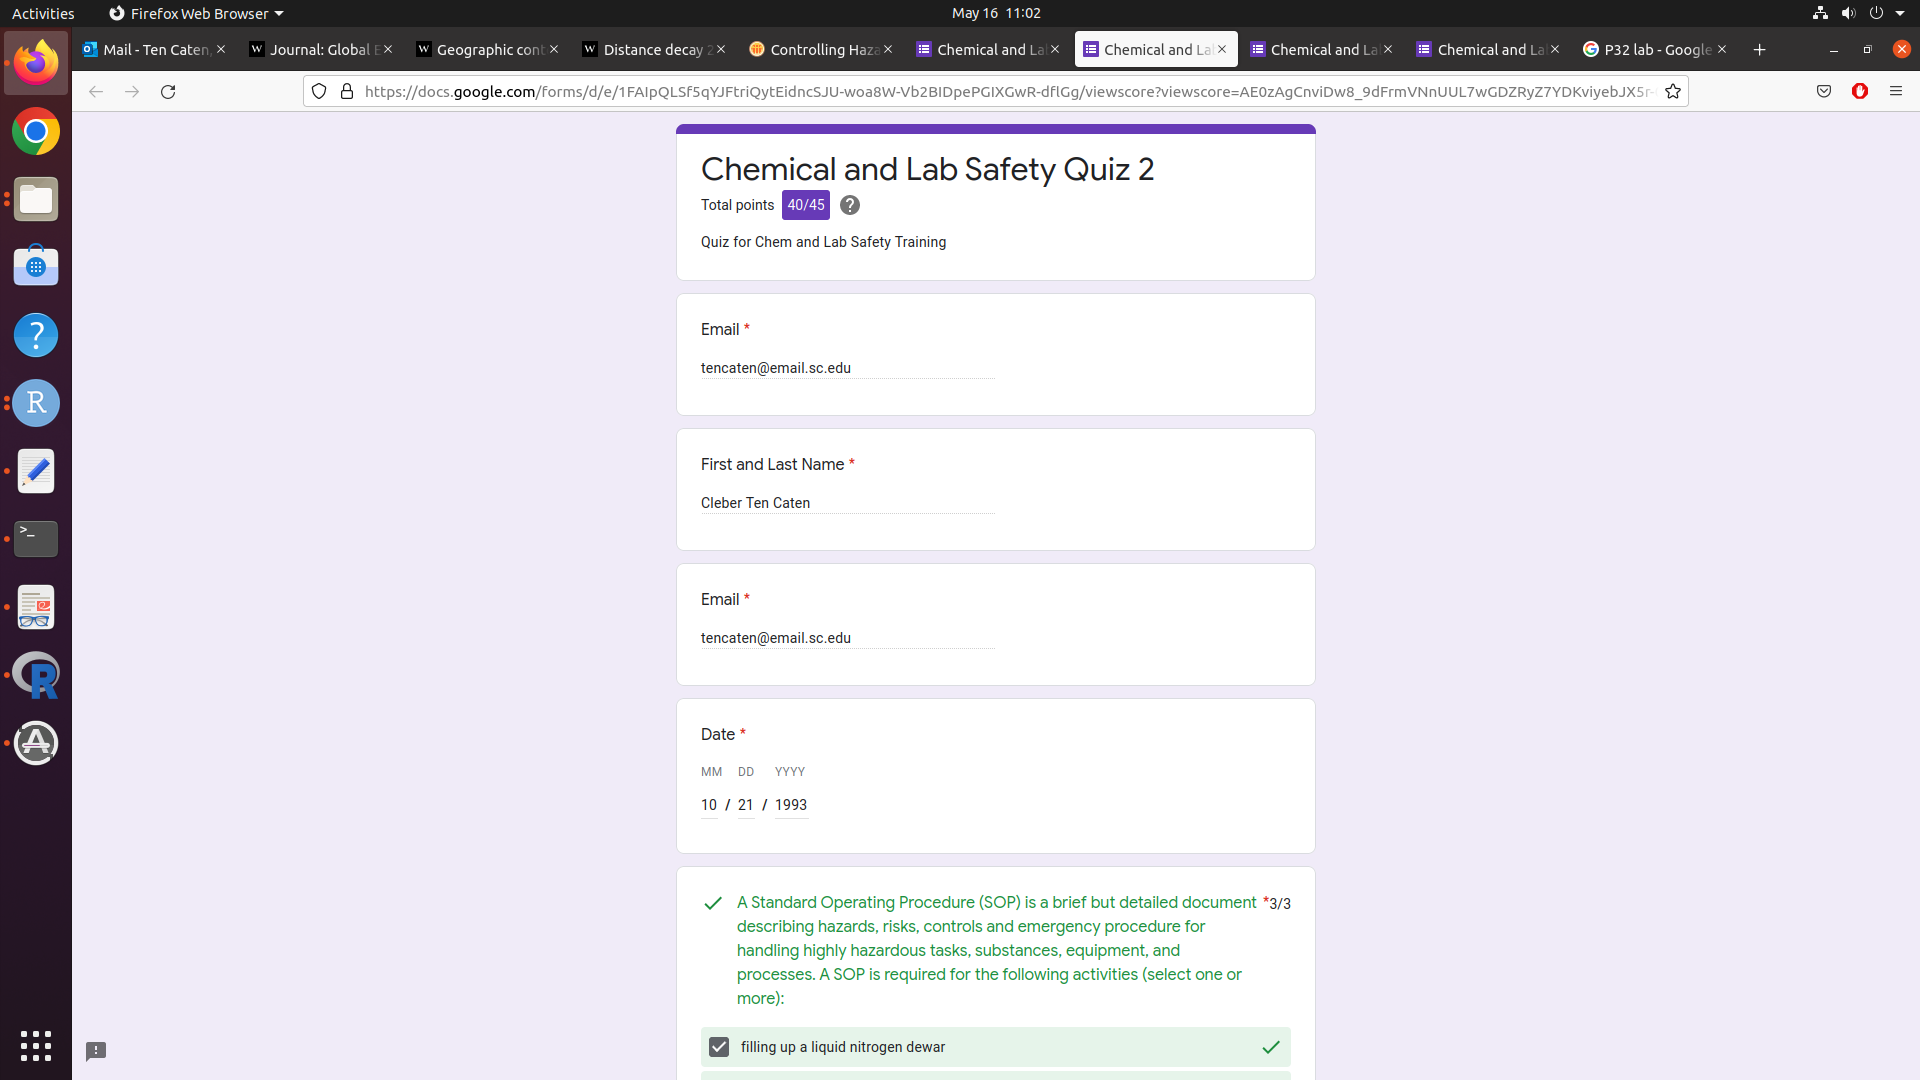 Activities
Firefox Web Browser
May 16 11:02
Mail - Ten Caten,
Journal: Global E
Geographic cont
Distance decay 2
Controlling Haza
Chemical and La
Chemical and La
Chemical and La
Chemical and La
P32 lab - Google
https://docs.google.com/forms/d/e/1FAIpQLSf5qYJFtriQytEidncSJU-woa8W-Vb2BIDpePGIXGwR-dflGg/viewscore?viewscore=AE0zAgCnviDw8_9dFrmVNnUUL7wGDZRyZ7YDKviyebJX5r-
Chemical and Lab Safety Quiz 2
Total points 40/45
Quiz for Chem and Lab Safety Training
Email *
tencaten@email.sc.edu
First and Last Name *
Cleber Ten Caten
Email *
tencaten@email.sc.edu
Date *
MM DD YYYY
10 / 21 / 1993
A Standard Operating Procedure (SOP) is a brief but detailed document *3/3
describing hazards, risks, controls and emergency procedure for
handling highly hazardous tasks, substances, equipment, and
processes. A SOP is required for the following activities (select one or
more):
filling up a liquid nitrogen dewar